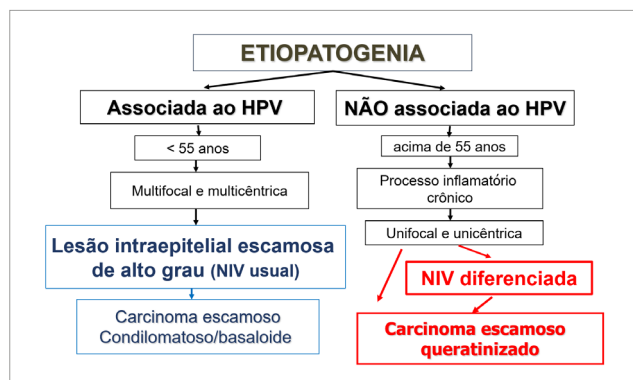 ETIOPATOGENIA
Associada ao HPV
< 55 anos
Multifocal e multicêntrica
Lesão intraepitelial escamosa
de alto grau (NIV usual)
Carcinoma escamoso
Condilomatoso/basaloide
NÃO associada ao HPV
acima de 55 anos
Processo inflamatório
crônico
Unifocal e unicêntrica
NIV diferenciada
Carcinoma escamoso
queratinizado